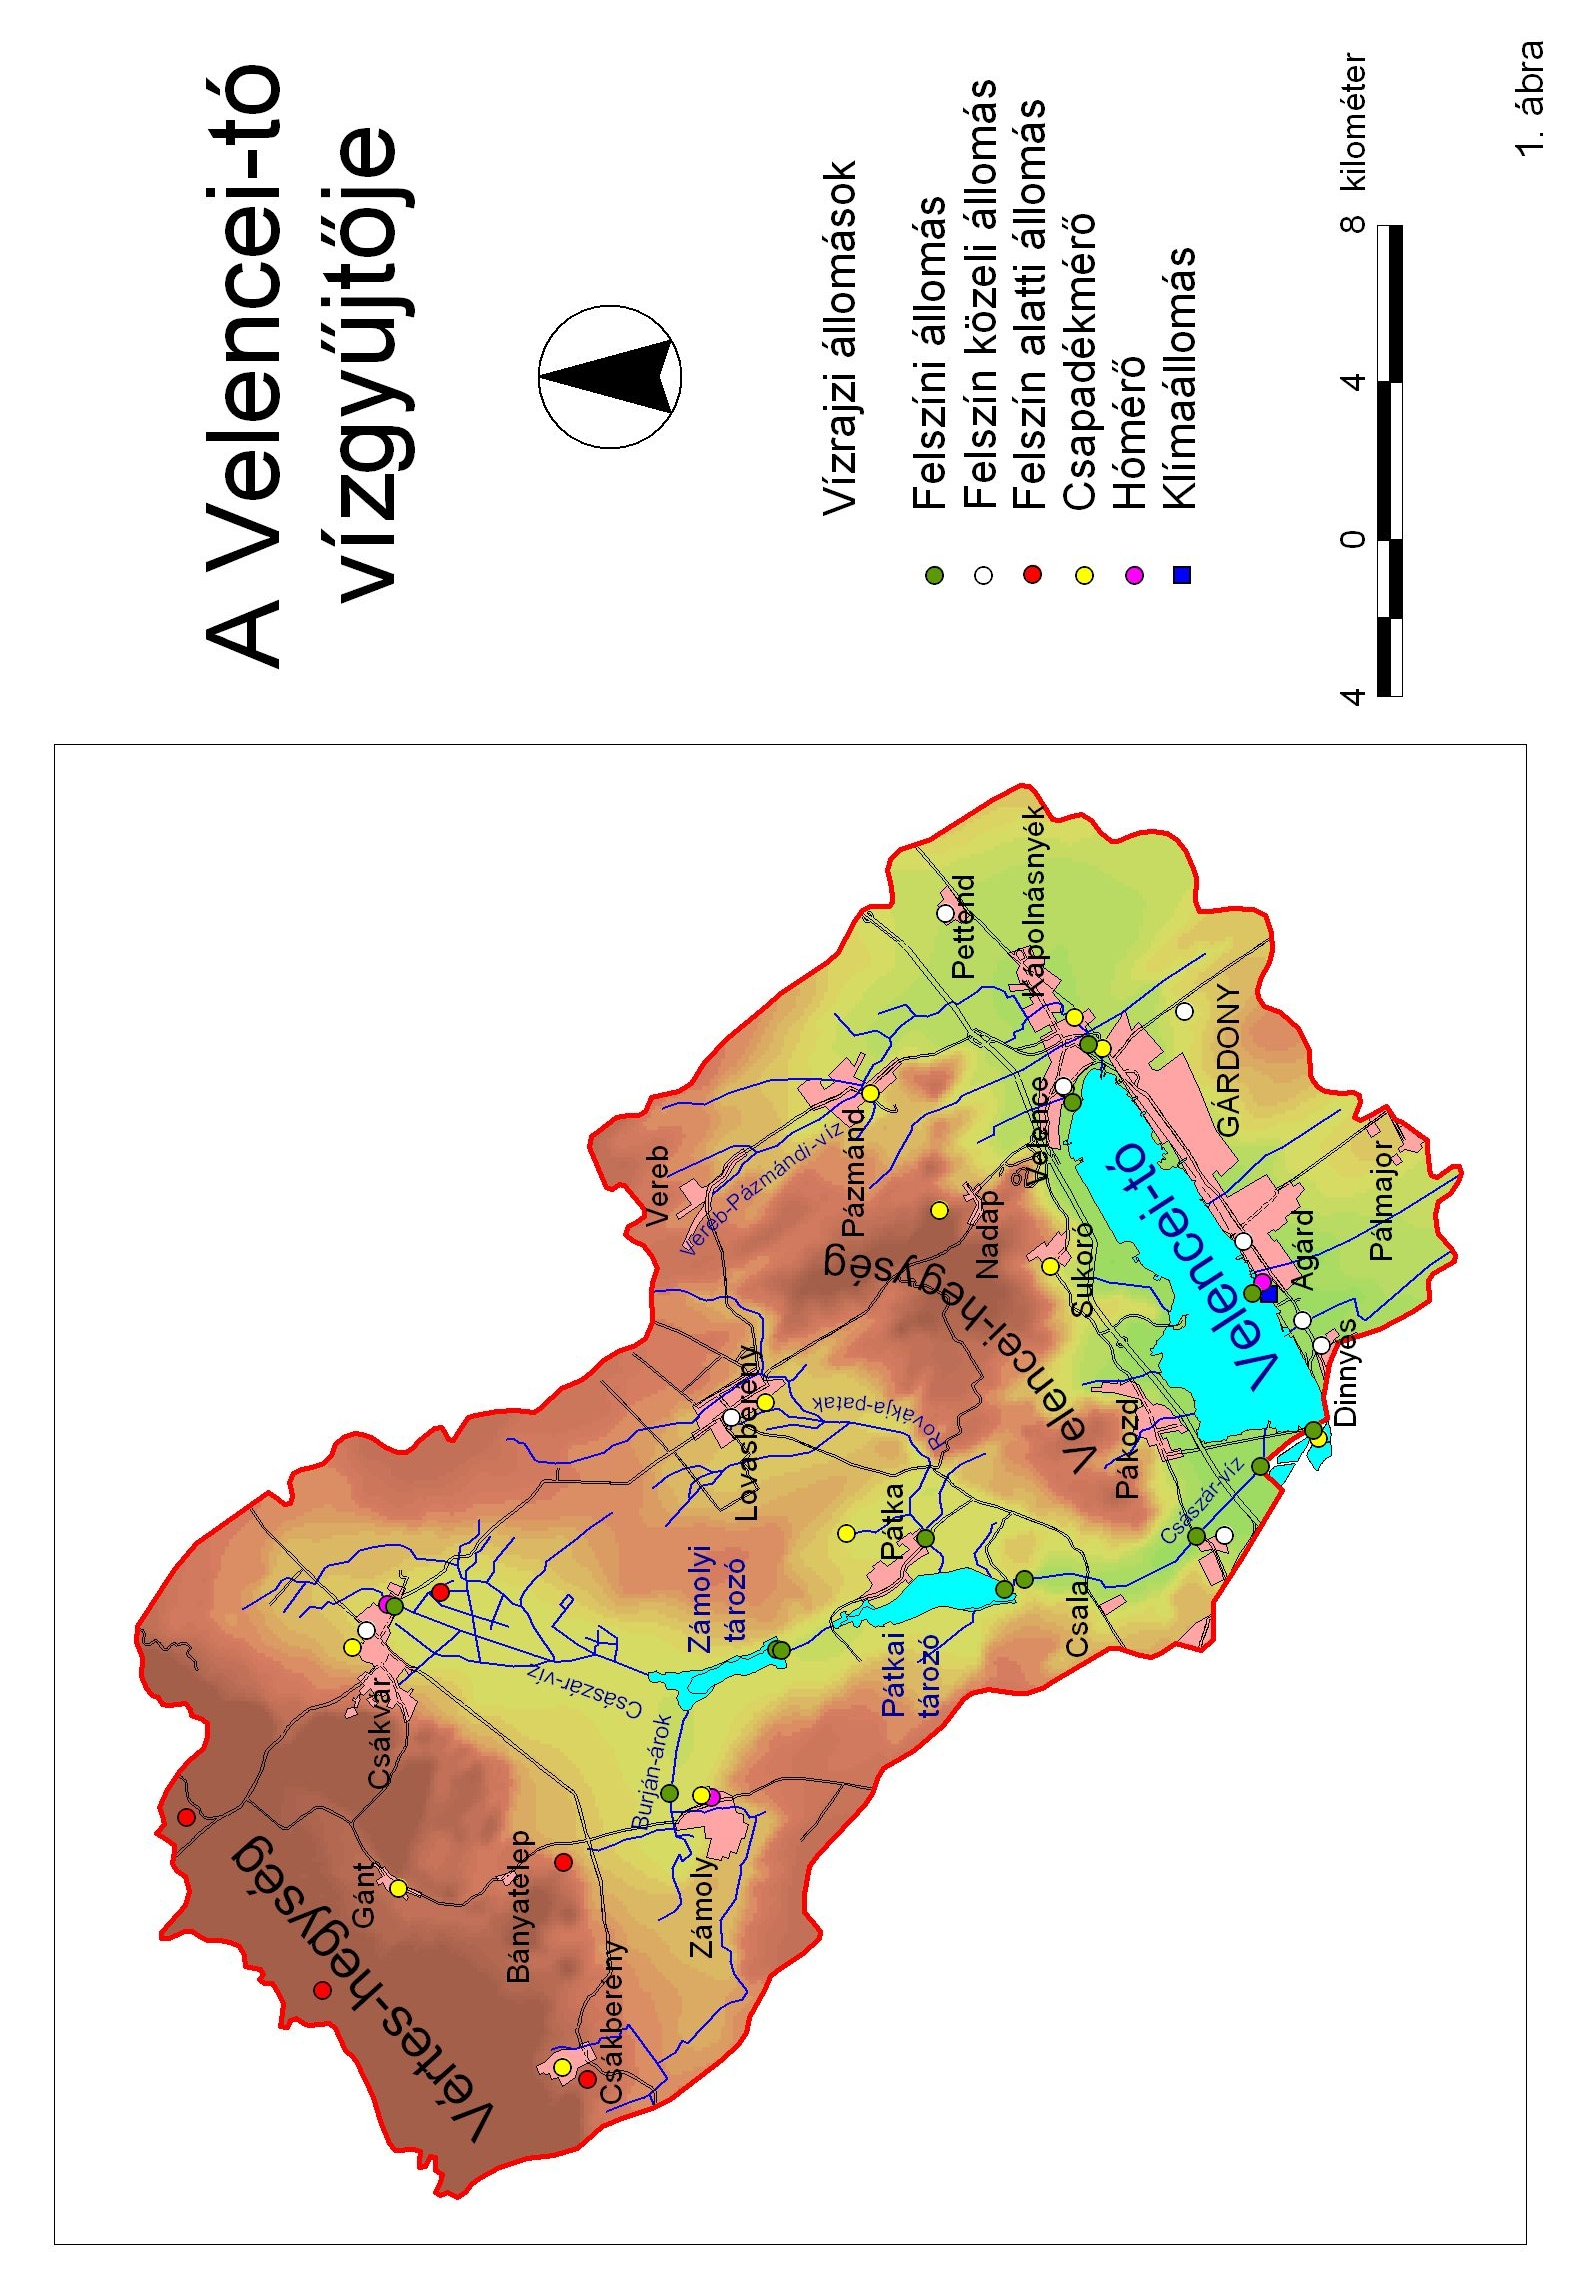 A Velencei-tó
vízgyűjtője
Vízrajzi állomások
Felszíni állomás
Felszín közeli állomás
Felszín alatti állomás
Csapadékmérő
Hómérő
Klímaállomás
4 0 4 8 kilométer
1. ábra
Vértes-hegység
Gánt
Csákvár
Bányatelep
Csákberény
Zámoly
Burján-árok
Császár-víz
Zámolyi
tározó
Pátkai
tározó
Pátka
Lovasberény
Rovákja-patak
Vereb
Vereb-Pázmándi-víz
Pázmánd
Velencei-hegység
Nadap
Sukoró
Pákozd
Csala
Császár-víz
Velence
Kápolnásnyék
Pettend
GÁRDONY
Velencei-tó
Agárd
Pálmajor
Dinnyés